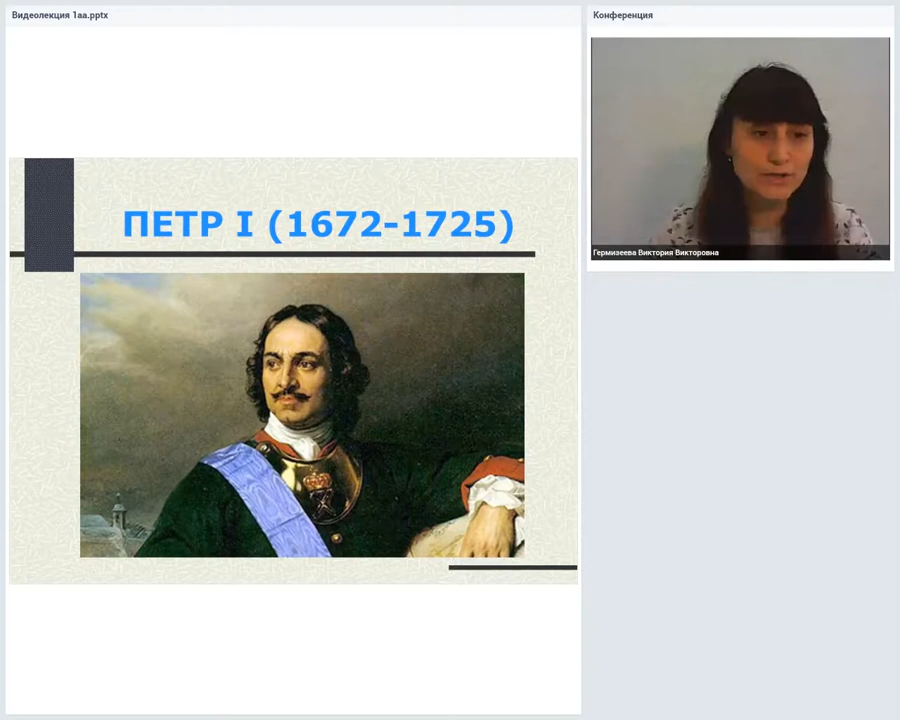 Видеолекция 1аа.pptx
Конференция
ПЕТР I (1672-1725)
Гермизеева Виктория Викторовна